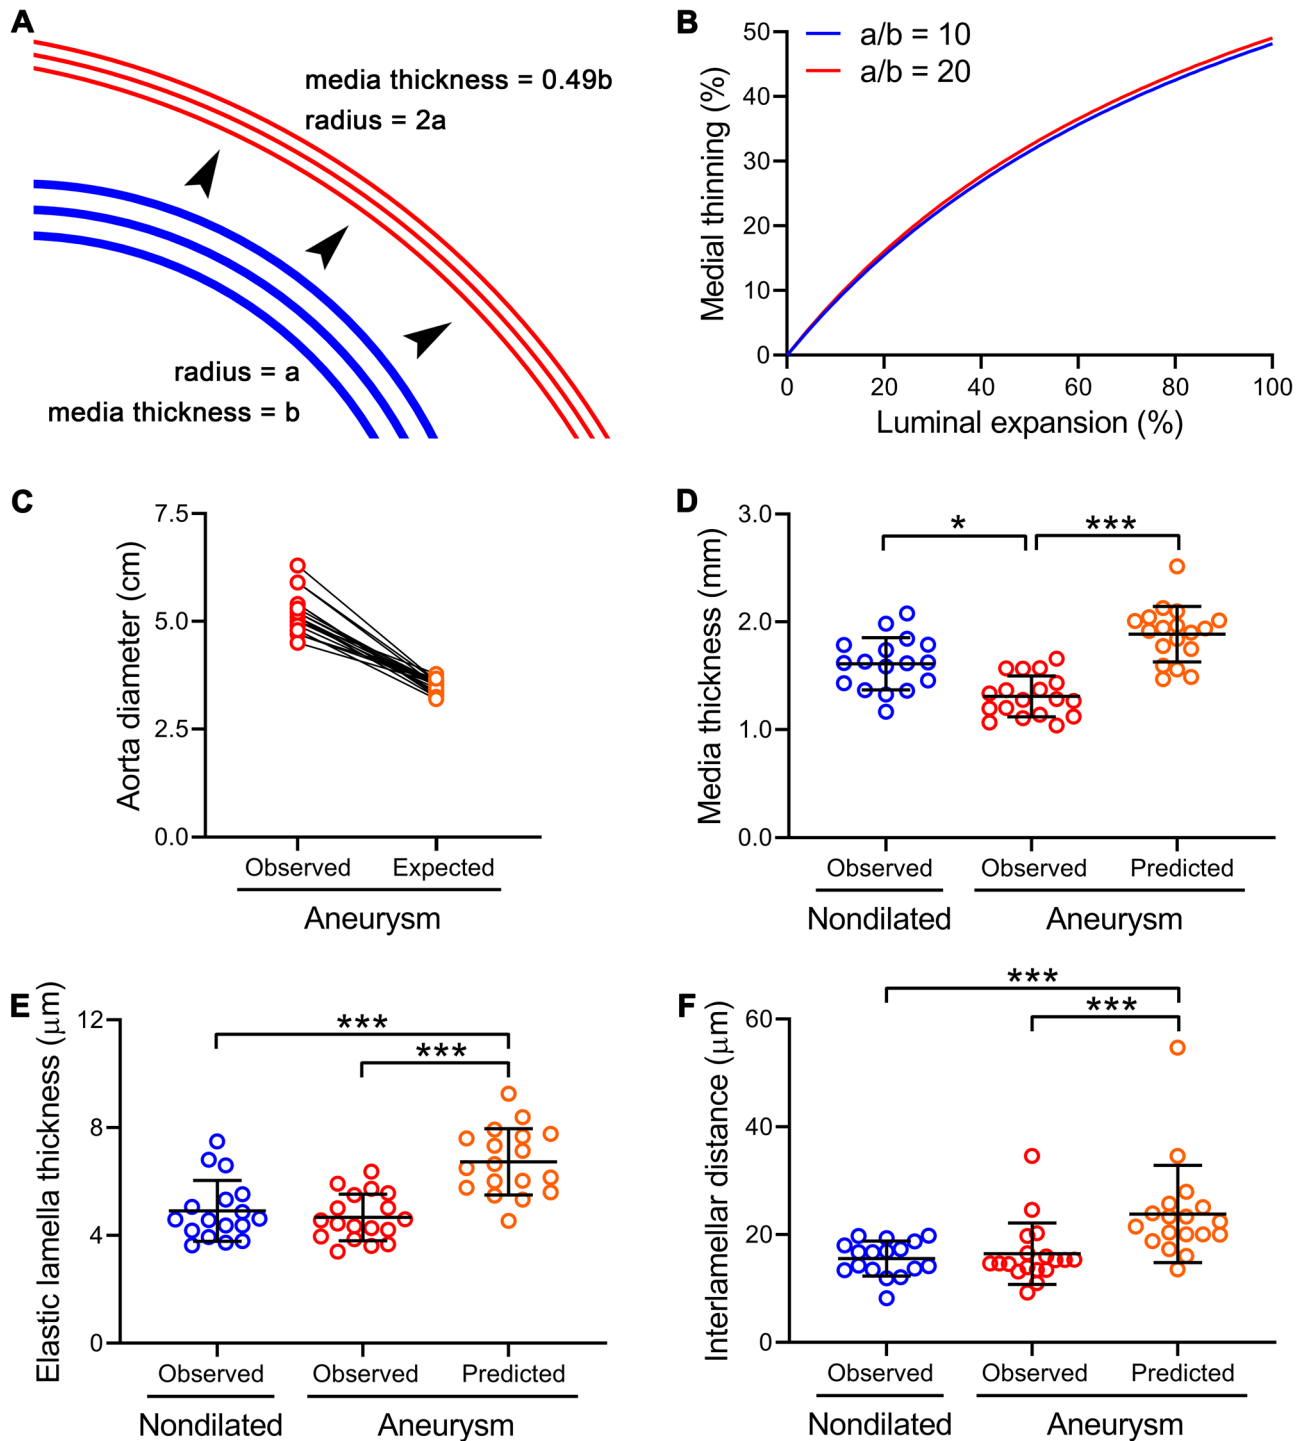 A
media thickness = 0.49b
radius = 2a
radius = a
media thickness = b
B
a/b = 10
a/b = 20
Medial thinning (%)
50
40
30
20
10
0
0 20 40 60 80 100
Luminal expansion (%)
C
Aorta diameter (cm)
7.5
5.0
2.5
0.0
Observed Expected
Aneurysm
D
Media thickness (mm)
3.0
2.0
1.0
0.0
* ***
Observed Observed Predicted
Nondilated Aneurysm
E
Elastic lamella thickness (μm)
12
8
4
0
***
***
Observed Observed Predicted
Nondilated Aneurysm
F
Interlamellar distance (μm)
60
40
20
0
***
***
Observed Observed Predicted
Nondilated Aneurysm